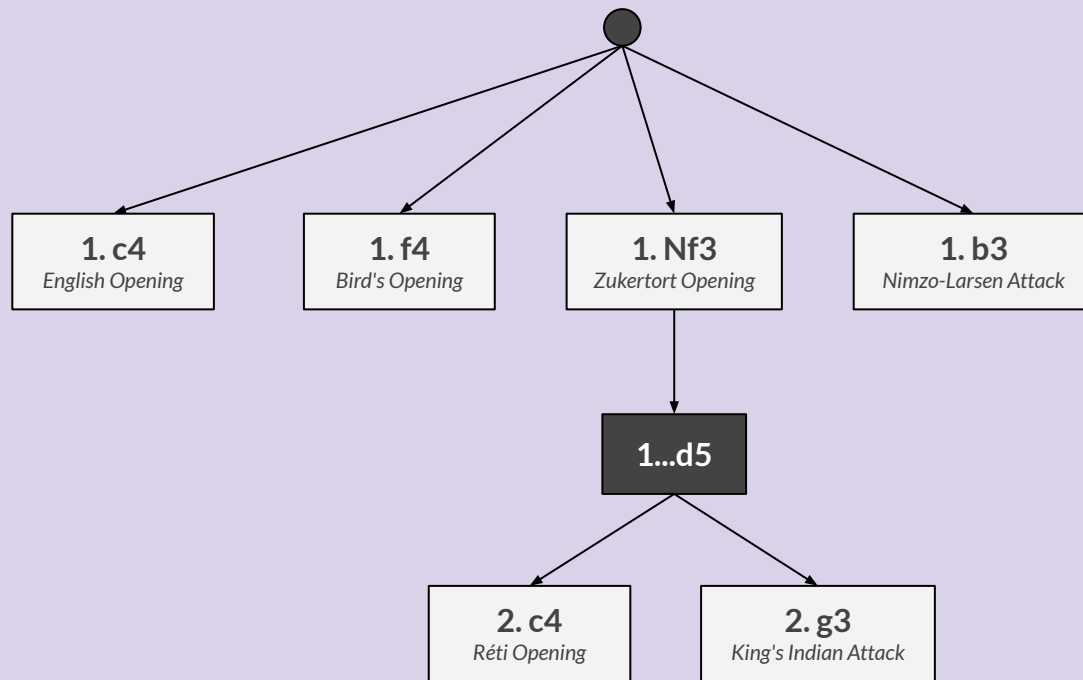 1. c4
English Opening
1. f4
Bird's Opening
1. Nf3
Zukertort Opening
1. b3
Nimzo-Larsen Attack
1...d5
2. c4
Réti Opening
2. g3
King's Indian Attack